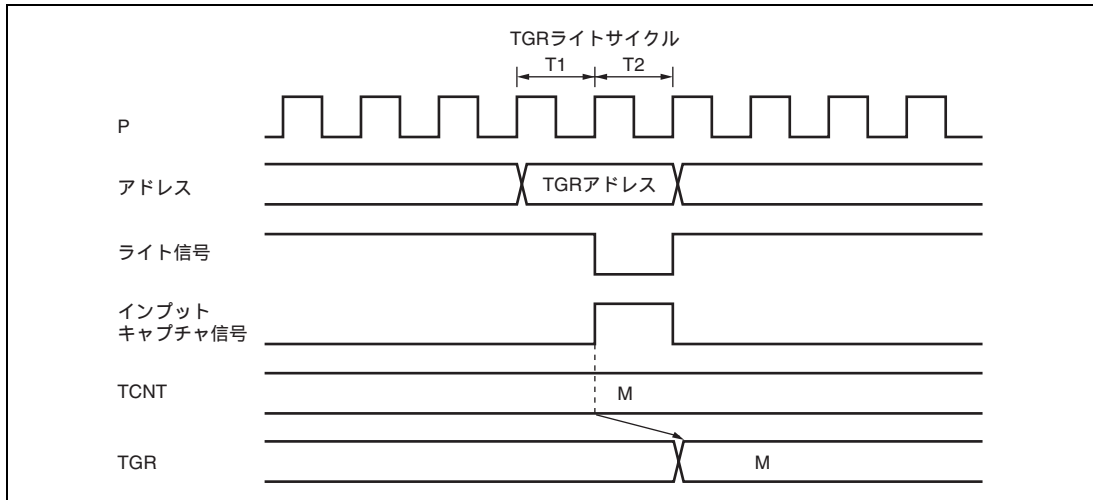 TGRライトサイクル
T1 T2
P
アドレス TGRアドレス
ライト信号
インプット
キャプチャ信号
TCNT M
TGR M